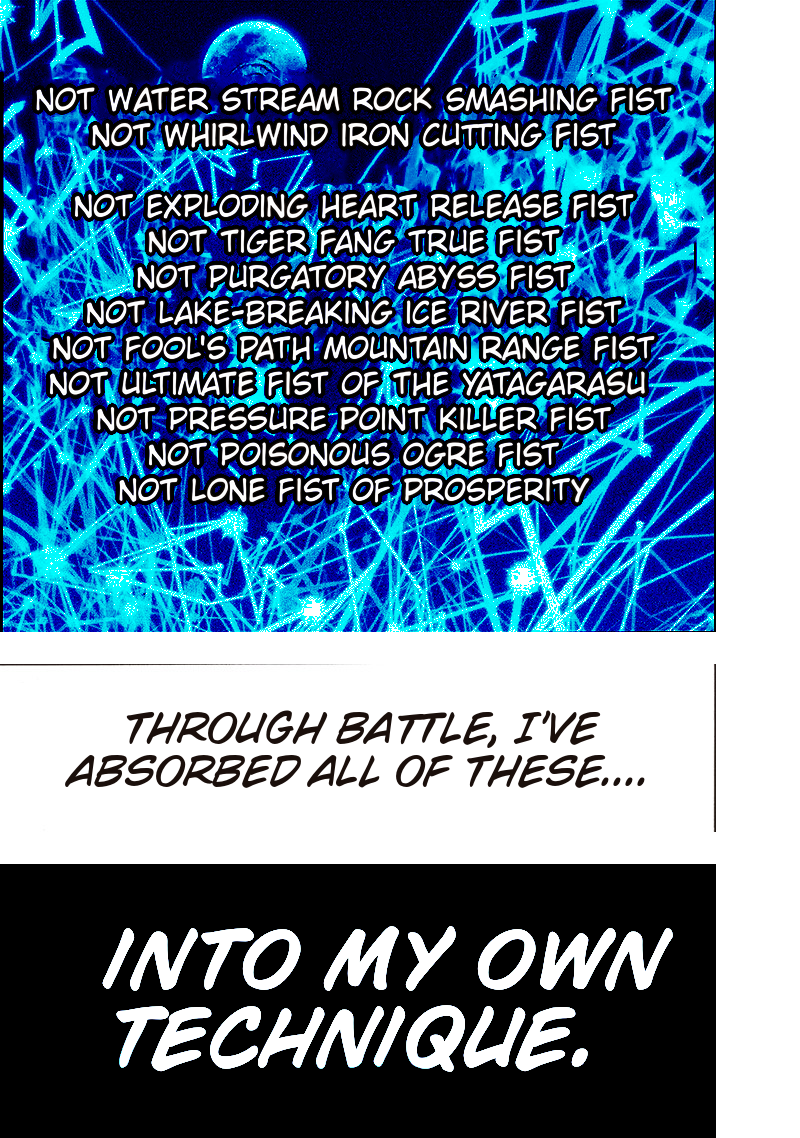 NOT WATER STREAM ROCK SMASHING FIST
NOT WHIRLWIND IRON CUTTING FIST
NOT EXPLODING HEART RELEASE FIST
NOT TIGER FANG TRUE FIST
NOT PURGATORY ABYSS FIST
NOT LAKE-BREAKING ICE RIVER FIST
NOT FOOL'S PATH MOUNTAIN RANGE FIST
NOT ULTIMATE FIST OF THE YATAGARASU
NOT PRESSURE POINT KILLER FIST
NOT POISONOUS OGRE FIST
NOT LONE FIST OF PROSPERITY
THROUGH BATTLE, I'VE
ABSORBED ALL OF THESE....
INTO MY OWN
TECHNIQUE.